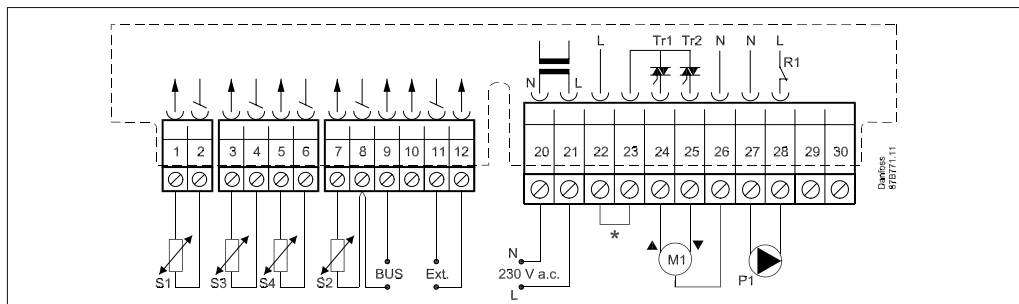 L Tr1 Tr2 N N L
R1
N L
1 2 3 4 5 6 7 8 9 10 11 12
20 21 22 23 24 25 26 27 28 29 30
Danfoss
87B771.11
*
S1 S3 S4 S2 BUS Ext.
N
230 V a.c.
L
M1
P1